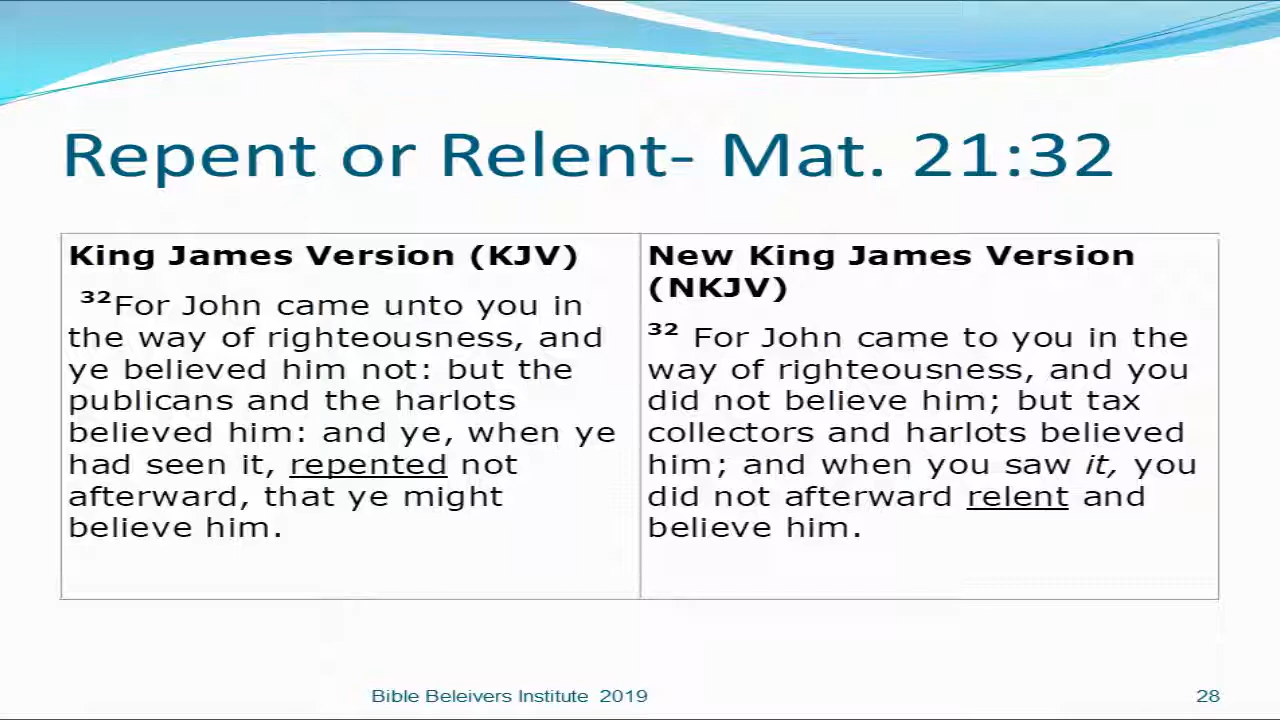 Repent or Relent- Mat. 21:32
King James Version (KJV)
32For John came unto you in
the way of righteousness, and
ye believed him not: but the
publicans and the harlots
believed him: and ye, when ye
had seen it, repented not
afterward, that ye might
believe him.
New King James Version
(NKJV)
32 For John came to you in the
way of righteousness, and you
did not believe him; but tax
collectors and harlots believed
him; and when you saw it, you
did not afterward relent and
believe him.
Bible Beleivers Institute 2019
28